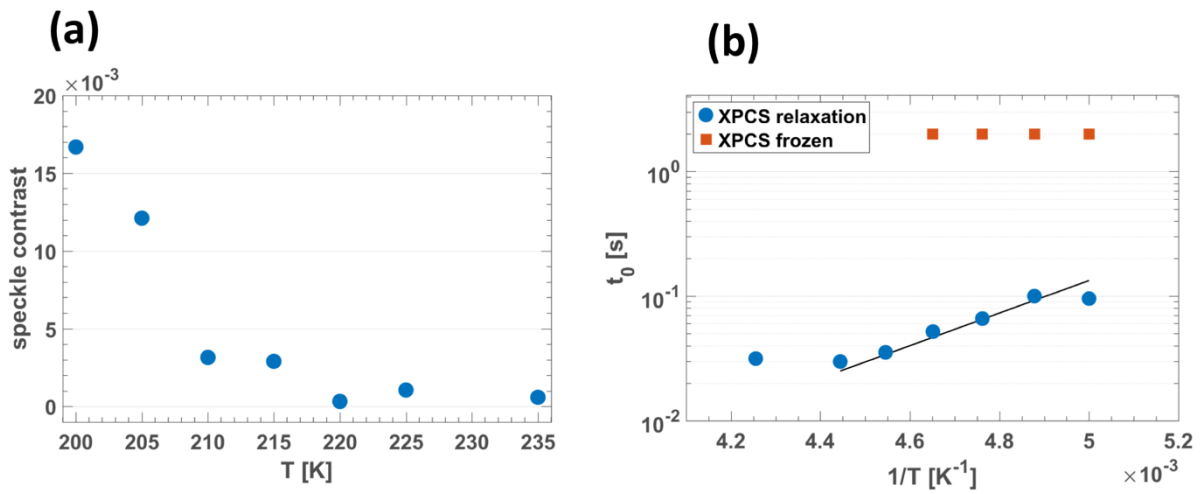 (a)
×10⁻³
20
15
10
5
0
speckle contrast
200 205 210 215 220 225 230 235
T [K]
(b)
XPCS relaxation
XPCS frozen
10⁰
10⁻¹
10⁻²
t₀ [s]
4.2 4.4 4.6 4.8 5 5.2
1/T [K⁻¹]
×10⁻³